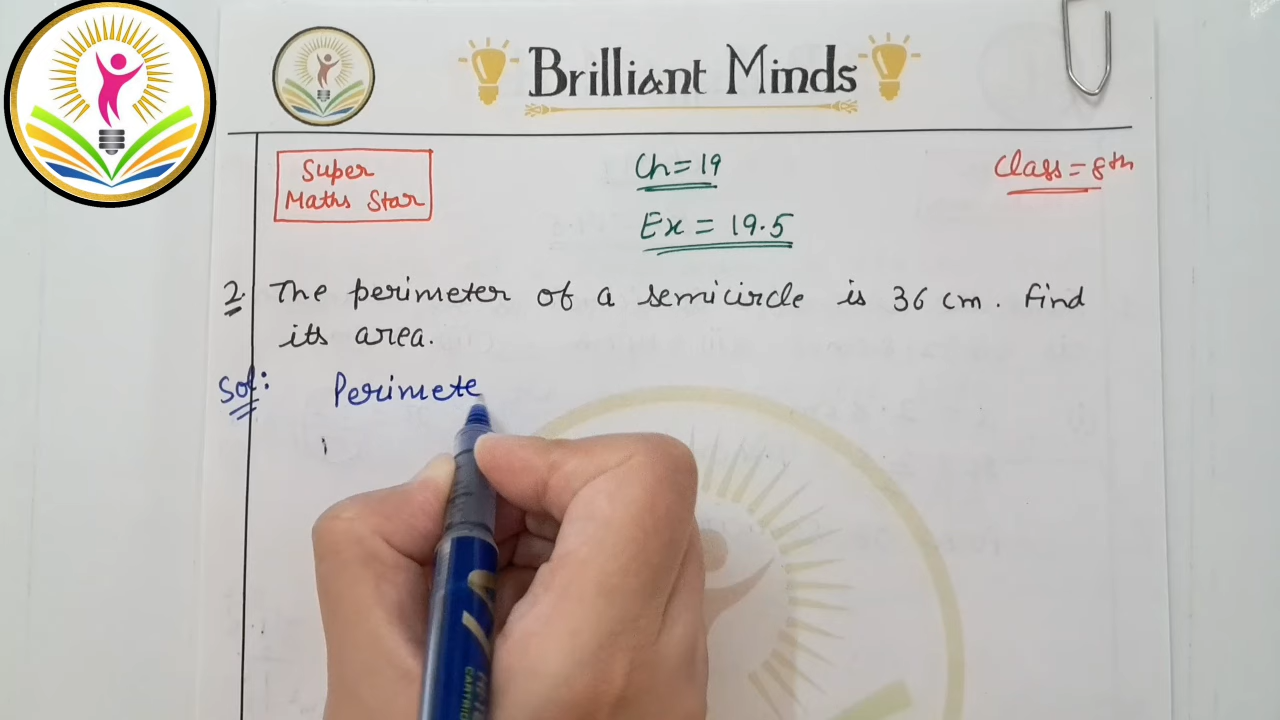 Brilliant Minds
Super
Maths Star
Ch = 19
Class = 8th
Ex = 19.5
2. The perimeter of a semicircle is 36 cm. Find
its area.
Sol: Perimete